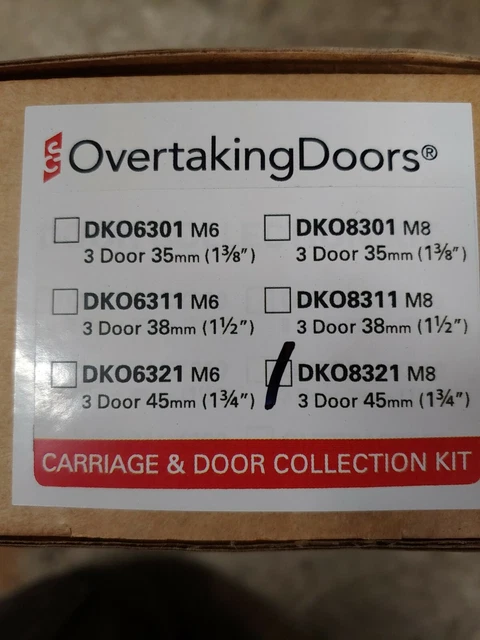 OvertakingDoors®
DKO6301 M6
3 Door 35mm (1⅜")
DKO8301 M8
3 Door 35mm (1⅜")
DKO6311 M6
3 Door 38mm (1½")
DKO8311 M8
3 Door 38mm (1½")
DKO6321 M6
3 Door 45mm (1¾")
DKO8321 M8
3 Door 45mm (1¾")
CARRIAGE & DOOR COLLECTION KIT